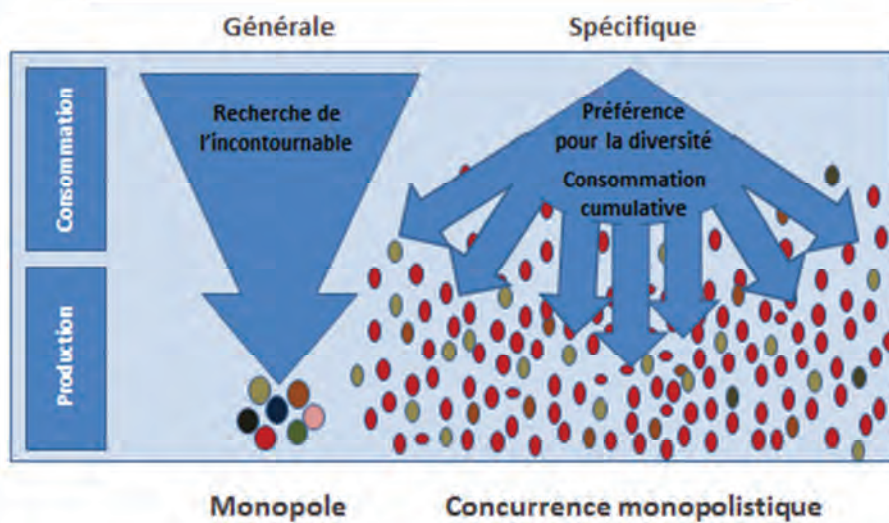 Générale
Spécifique
Consommation
Production
Recherche de
l'incontournable
Préférence
pour la diversité
Consommation
cumulative
Monopole
Concurrence monopolistique